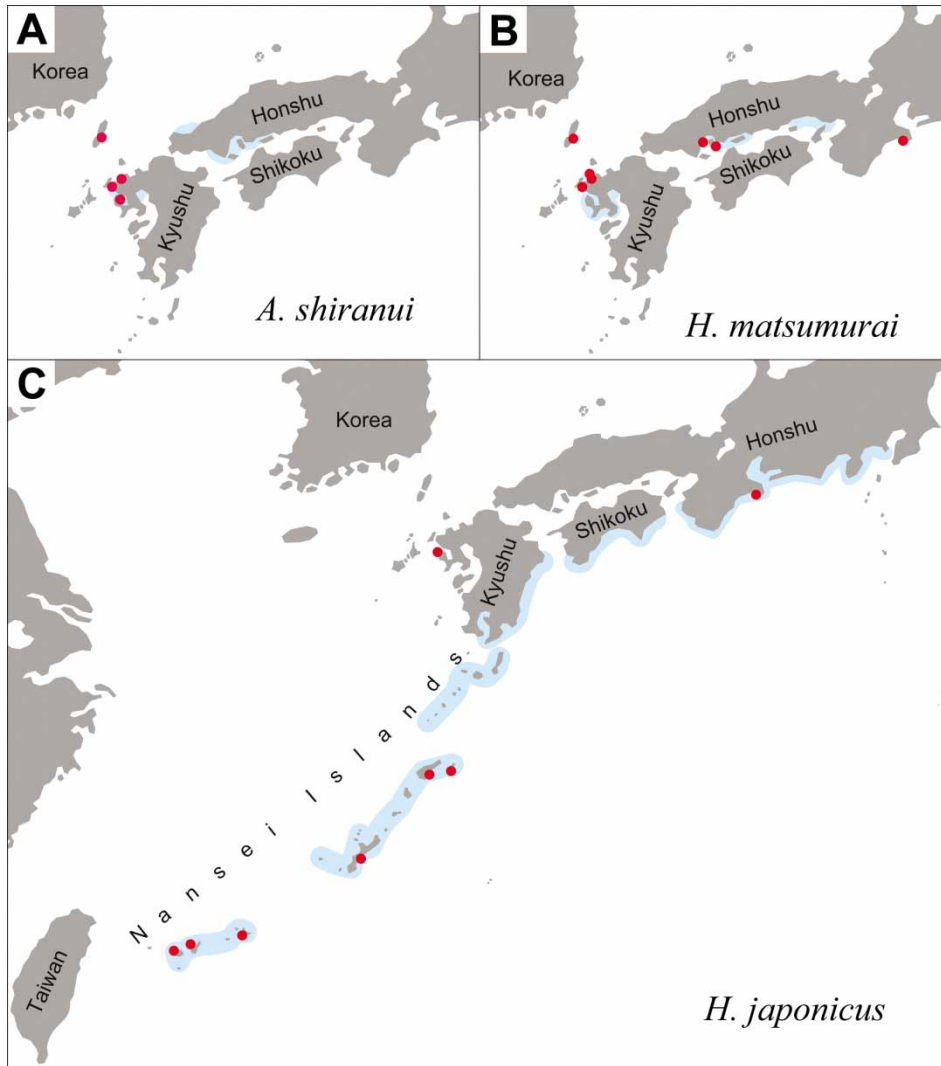 A
Korea
Honshu
Shikoku
Kyushu
A. shiranui
B
Korea
Honshu
Shikoku
Kyushu
H. matsumurai
C
Korea
Honshu
Shikoku
Kyushu
Nansei Islands
Taiwan
H. japonicus